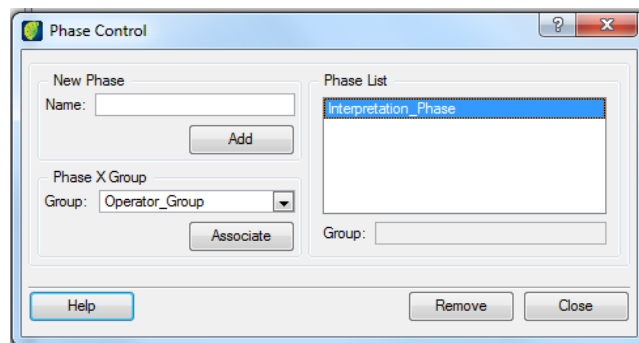 Phase Control
New Phase
Name:
Add
Phase X Group
Group: Operator_Group
Associate
Phase List
Interpretation_Phase
Group:
Help
Remove
Close